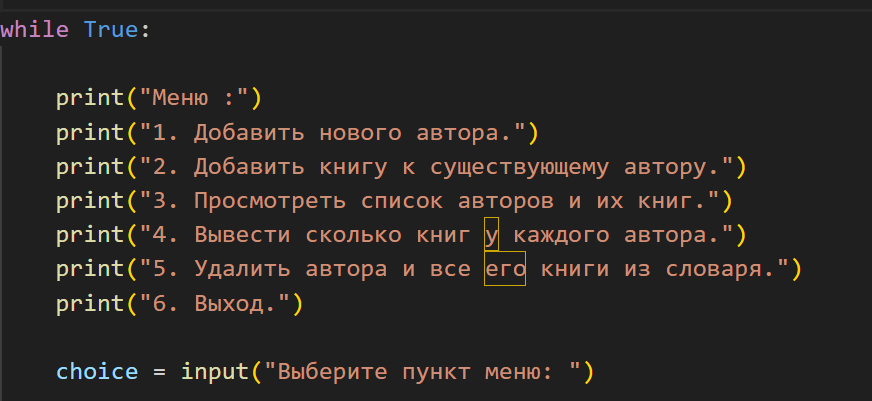 while True:
print("Меню :")
print("1. Добавить нового автора.")
print("2. Добавить книгу к существующему автору.")
print("3. Просмотреть список авторов и их книг.")
print("4. Вывести сколько книг у каждого автора.")
print("5. Удалить автора и все его книги из словаря.")
print("6. Выход.")
choice = input("Выберите пункт меню: ")